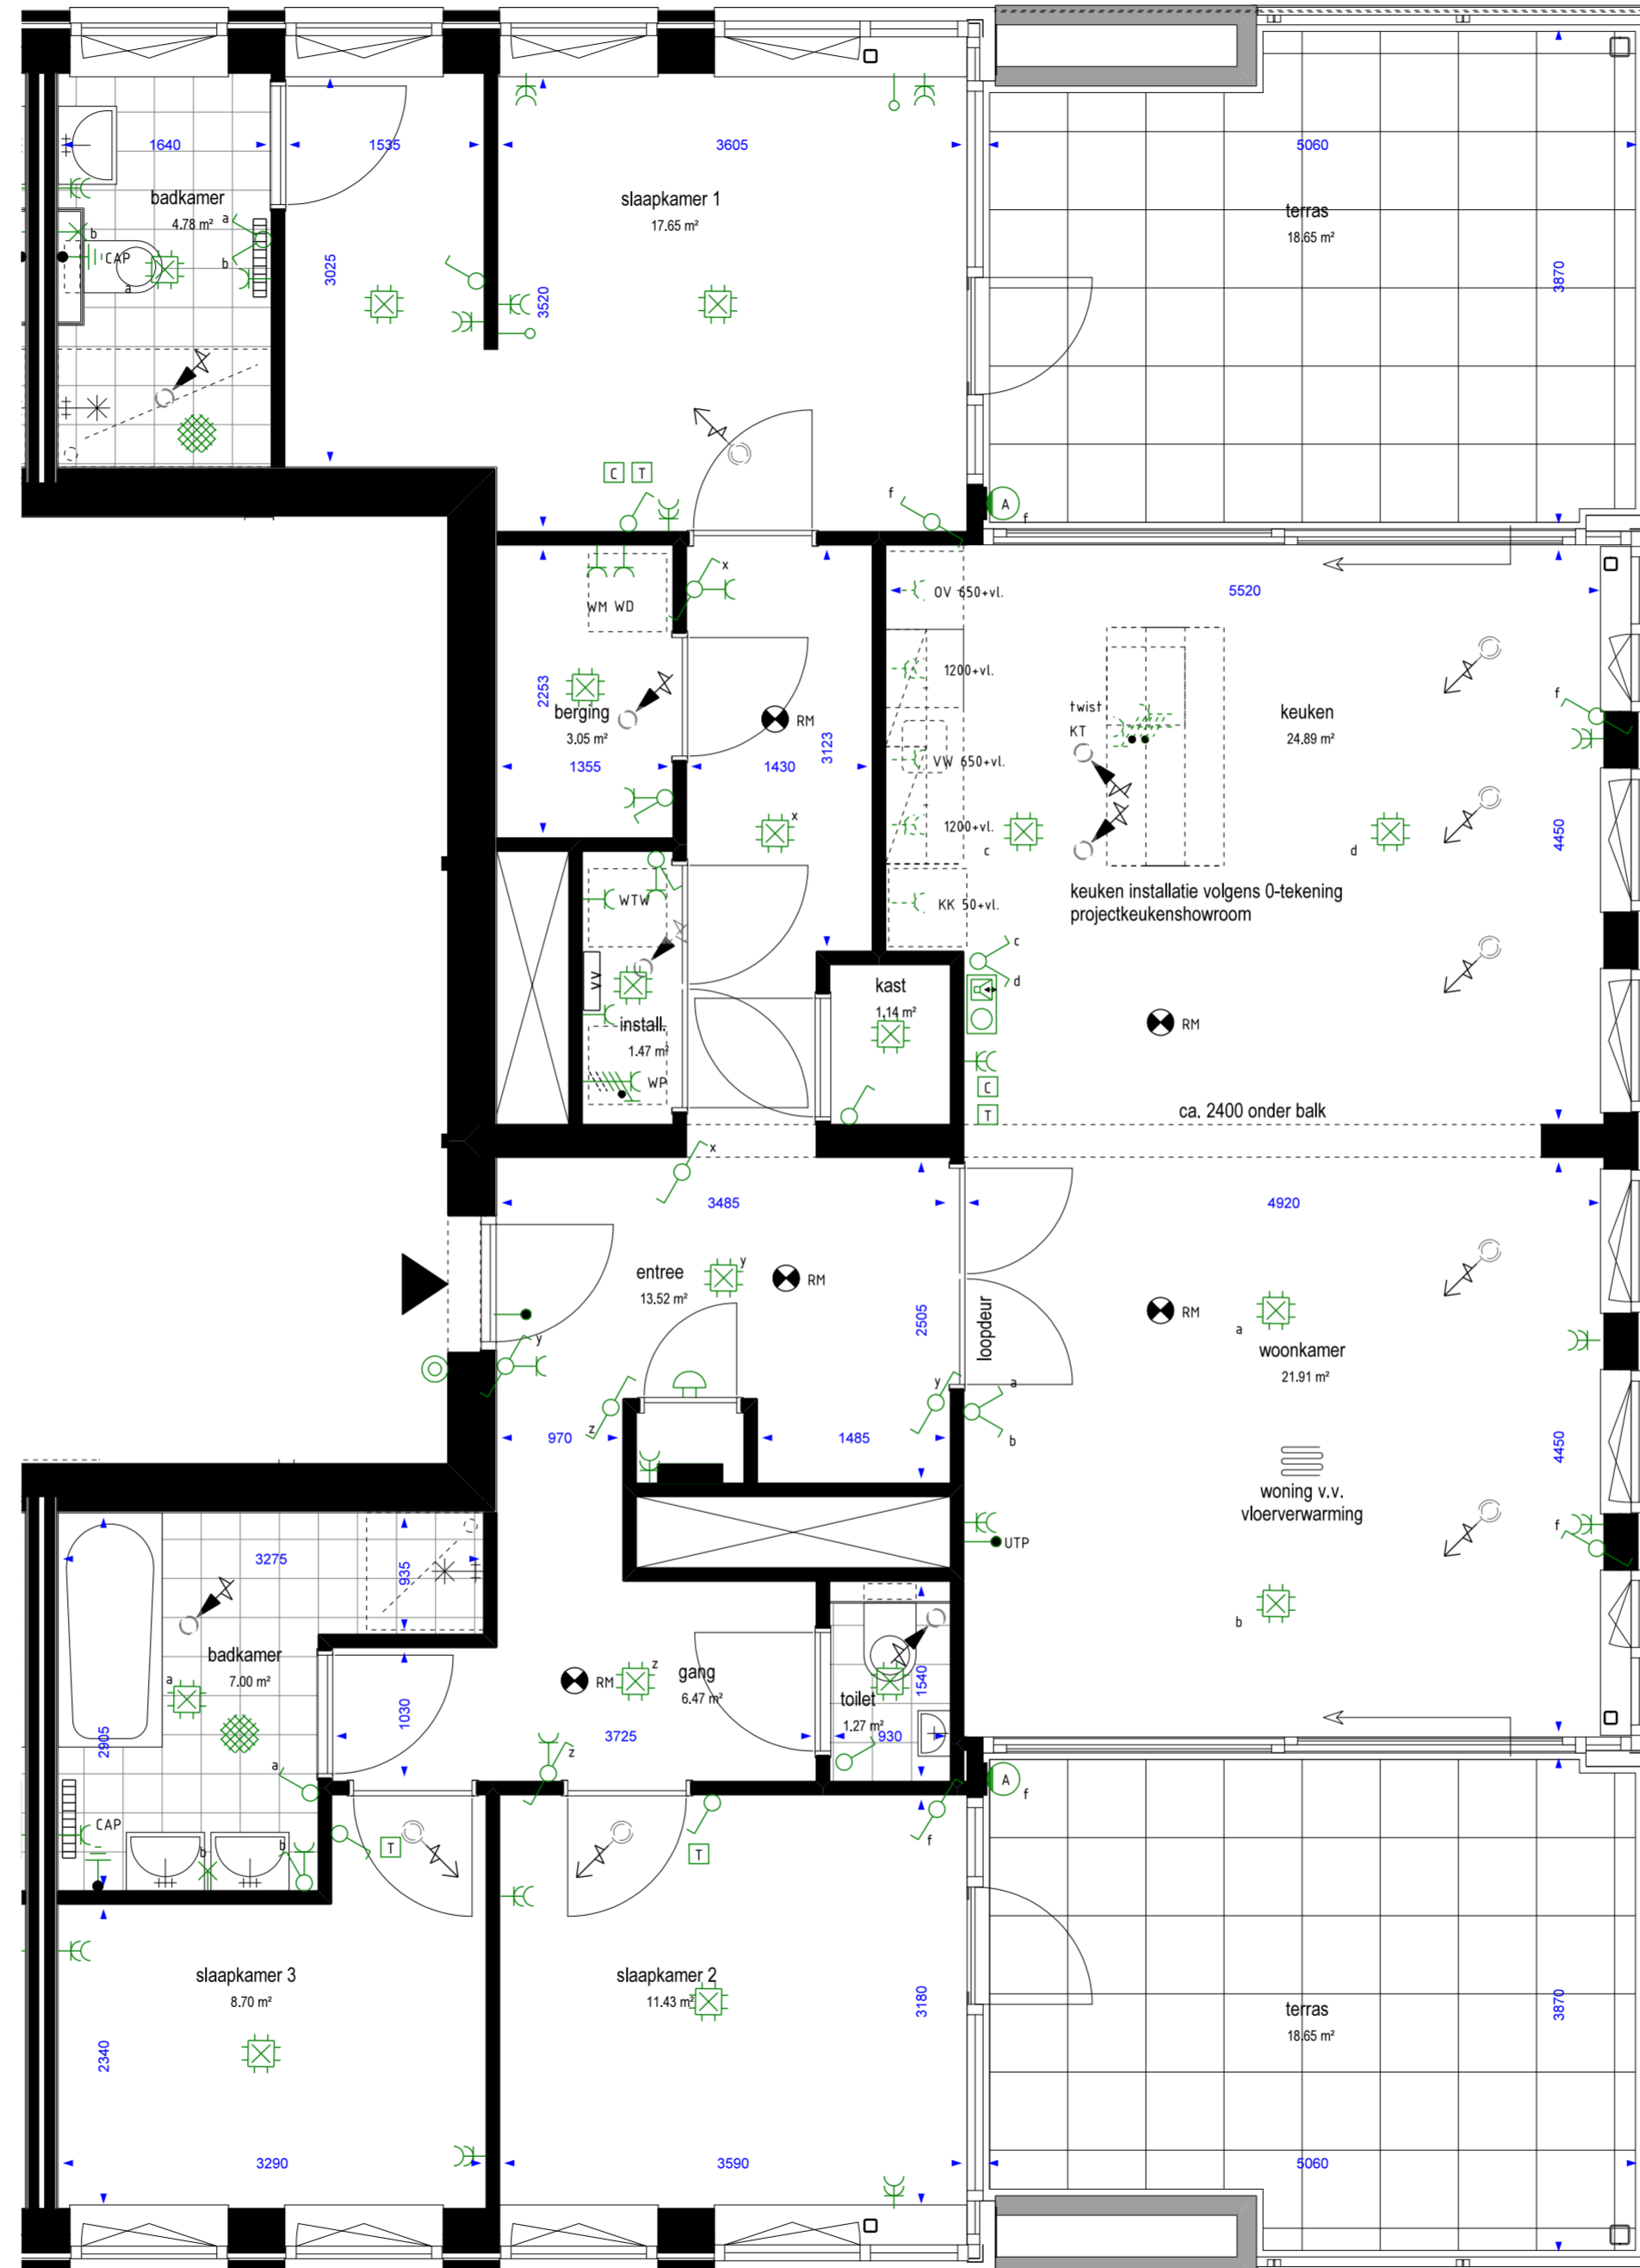 1640
1535
3605
5060
badkamer
4.78 m²
slaapkamer 1
17.65 m²
terras
18.65 m²
a
b
b
CAP
a
3025
3520
3870
C
T
f
A
f
x
OV 650+vl.
5520
WM WD
1200+vl.
2253
berging
3.05 m²
RM
twist
KT
keuken
24.89 m²
f
3123
VW 650+vl.
1355
1430
x
1200+vl.
c
d
4450
keuken installatie volgens 0-tekening
projectkeukenshowroom
WTW
KK 50+vl.
c
d
VV
kast
1.14 m²
install.
1.47 m²
RM
WP
C
T
ca. 2400 onder balk
x
3485
4920
entree
13.52 m²
y
RM
RM
2505
loopdeur
a
woonkamer
21.91 m²
y
z
y
a
b
970
1485
4450
woning v.v.
vloerverwarming
UTP
f
3275
935
b
badkamer
7.00 m²
a
RM
z
gang
6.47 m²
1540
toilet
1.27 m²
1030
2905
3725
930
z
a
A
f
CAP
b
b
T
T
f
slaapkamer 3
8.70 m²
slaapkamer 2
11.43 m²
3180
terras
18.65 m²
3870
2340
3290
3590
5060